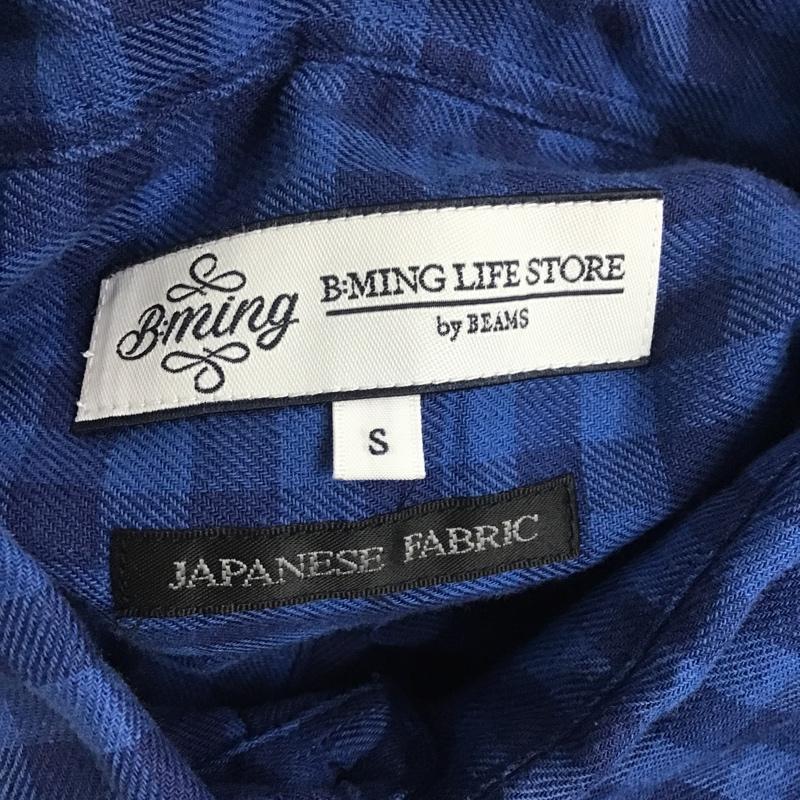 B:ming
B:MING LIFE STORE
by BEAMS
S
JAPANESE FABRIC